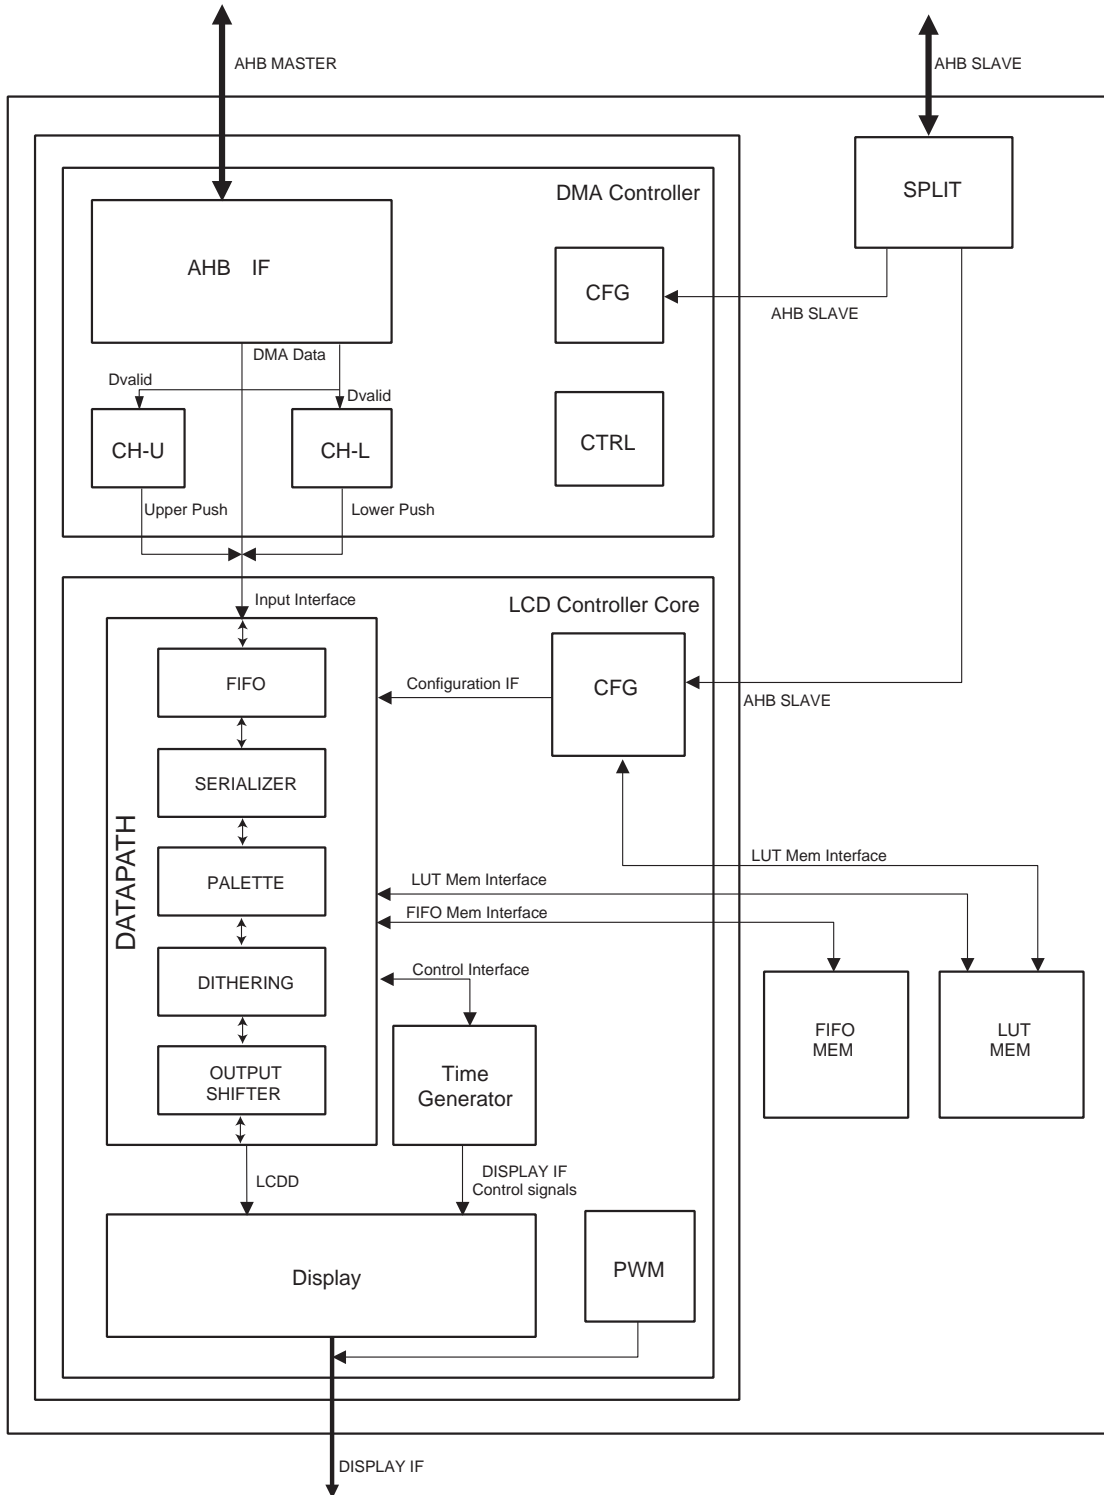 AHB MASTER
AHB SLAVE
DMA Controller
SPLIT
AHB IF
CFG
AHB SLAVE
DMA Data
Dvalid
Dvalid
CH-U
CH-L
CTRL
Upper Push
Lower Push
Input Interface
LCD Controller Core
FIFO
Configuration IF
CFG
AHB SLAVE
SERIALIZER
DATAPATH
PALETTE
LUT Mem Interface
LUT Mem Interface
FIFO Mem Interface
DITHERING
Control Interface
FIFO
MEM
LUT
MEM
OUTPUT
SHIFTER
Time
Generator
LCDD
DISPLAY IF
Control signals
Display
PWM
DISPLAY IF